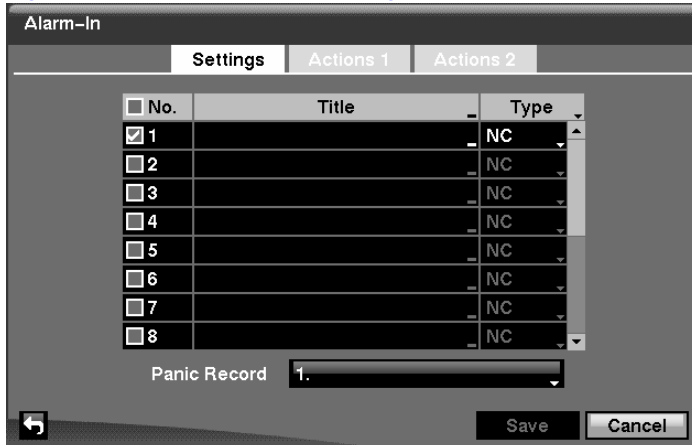 Alarm-In
Settings Actions 1 Actions 2
No. Title Type
1 NC
2 NC
3 NC
4 NC
5 NC
6 NC
7 NC
8 NC
Panic Record 1.
Save Cancel